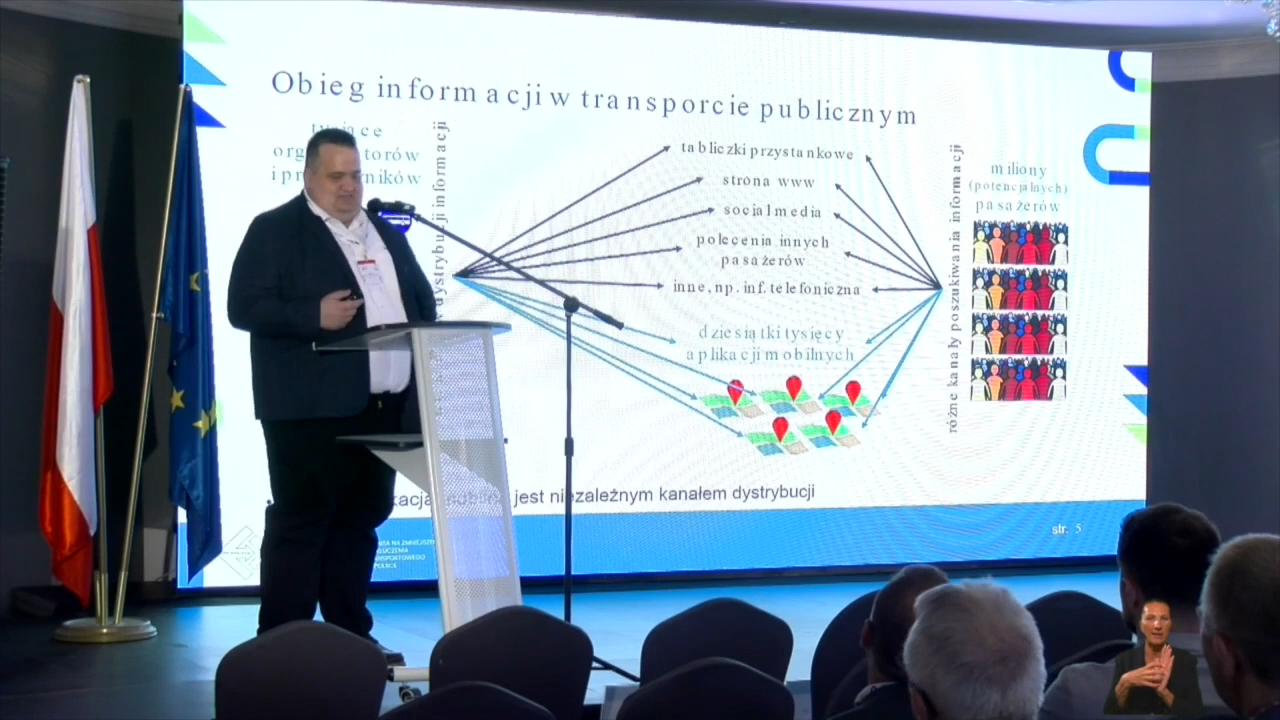 Obieg informacji w transporcie publicznym
i
dystrybucji informacji
tabliczki przystankowe
strona www
social media
polecenia innych
pasażerów
inne, np. inf. telefoniczna
dziesiątki tysięcy
aplikacji mobilnych
różne kanały poszukiwania informacji
miliony
(potencjalnych)
pasażerów
jest niezależnym kanałem dystrybucji
str. 5